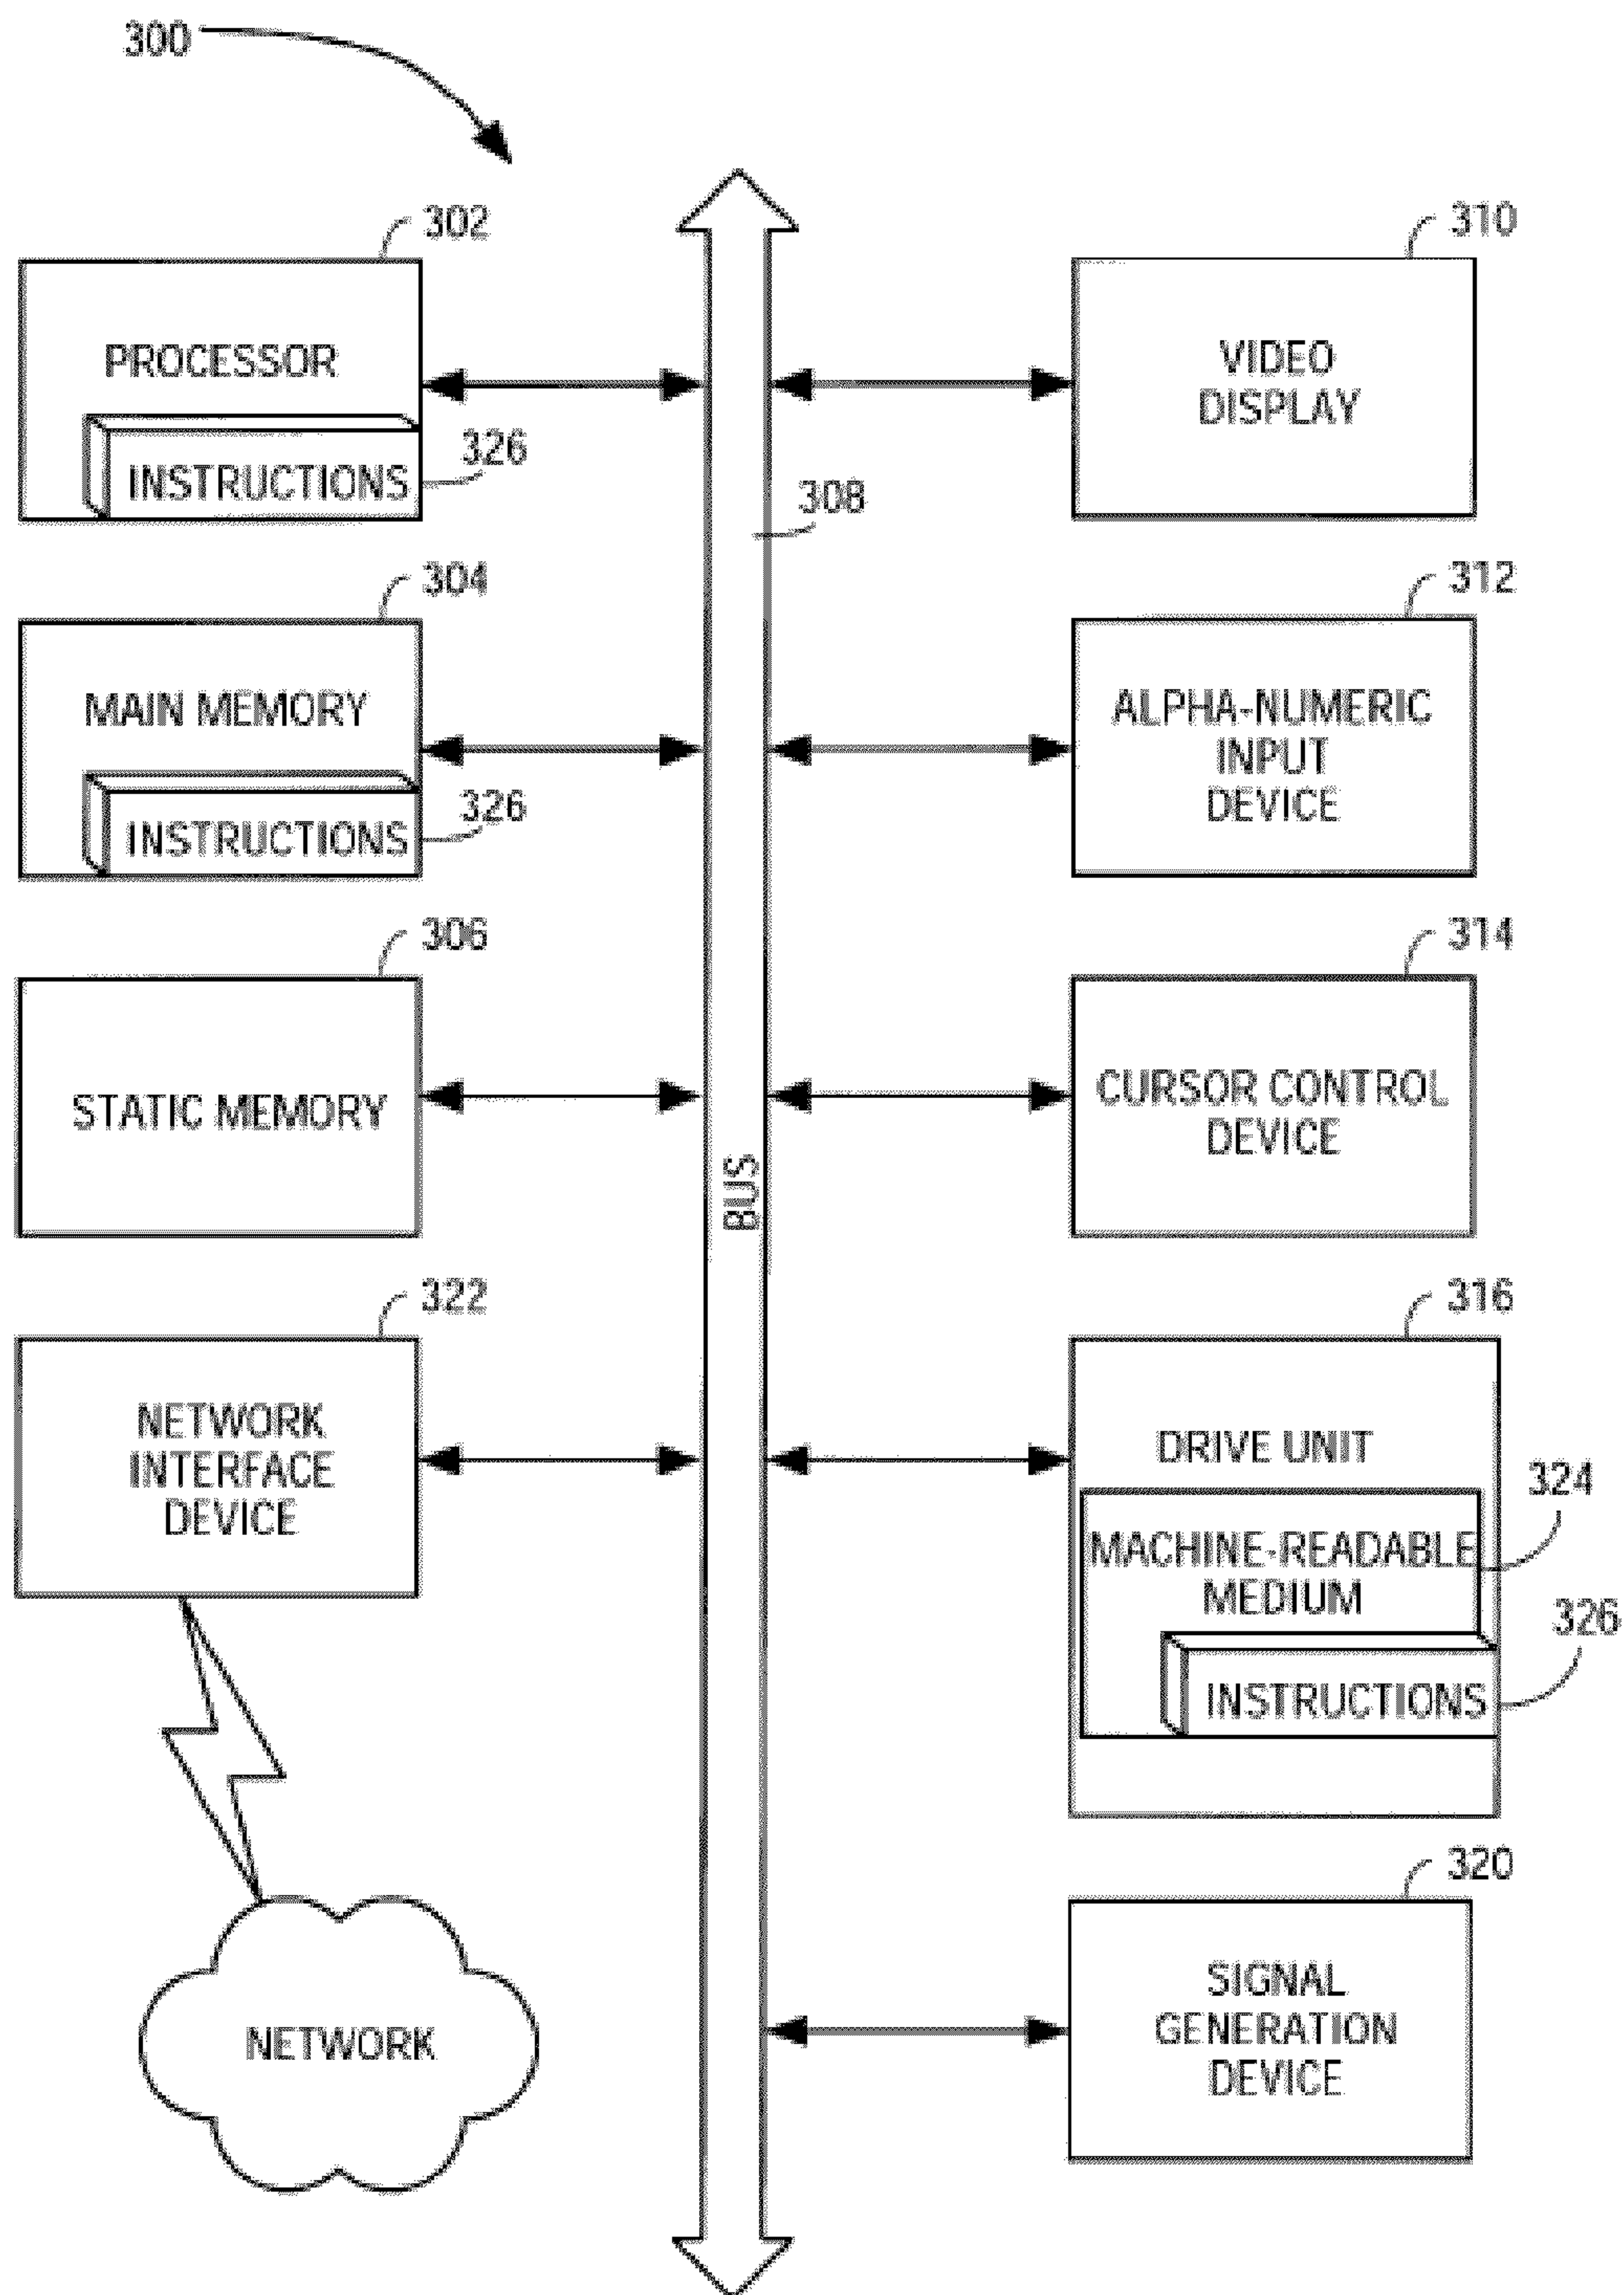 300
302
PROCESSOR
INSTRUCTIONS
326
304
MAIN MEMORY
INSTRUCTIONS
326
306
STATIC MEMORY
322
NETWORK
INTERFACE
DEVICE
NETWORK
308
BUS
310
VIDEO
DISPLAY
312
ALPHA-NUMERIC
INPUT
DEVICE
314
CURSOR CONTROL
DEVICE
316
DRIVE UNIT
324
MACHINE-READABLE
MEDIUM
326
INSTRUCTIONS
320
SIGNAL
GENERATION
DEVICE